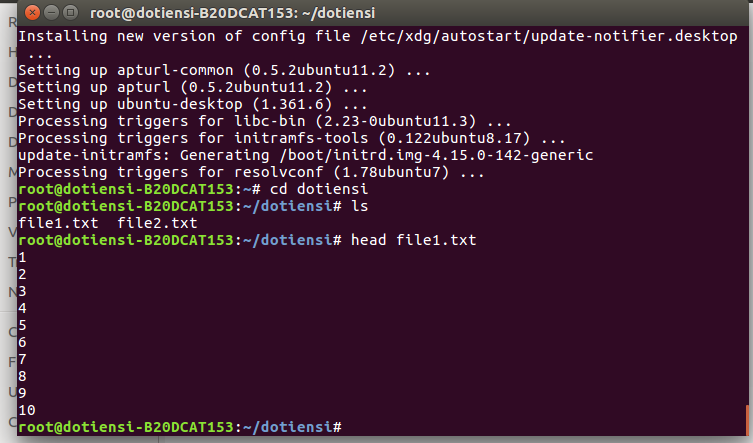 root@dotiensi-B20DCAT153: ~/dotiensi
Installing new version of config file /etc/xdg/autostart/update-notifier.desktop
...
Setting up apturl-common (0.5.2ubuntu11.2) ...
Setting up apturl (0.5.2ubuntu11.2) ...
Setting up ubuntu-desktop (1.361.6) ...
Processing triggers for libc-bin (2.23-0ubuntu11.3) ...
Processing triggers for initramfs-tools (0.122ubuntu8.17) ...
update-initramfs: Generating /boot/initrd.img-4.15.0-142-generic
Processing triggers for resolvconf (1.78ubuntu7) ...
root@dotiensi-B20DCAT153:~# cd dotiensi
root@dotiensi-B20DCAT153:~/dotiensi# ls
file1.txt  file2.txt
root@dotiensi-B20DCAT153:~/dotiensi# head file1.txt
1
2
3
4
5
6
7
8
9
10
root@dotiensi-B20DCAT153:~/dotiensi#